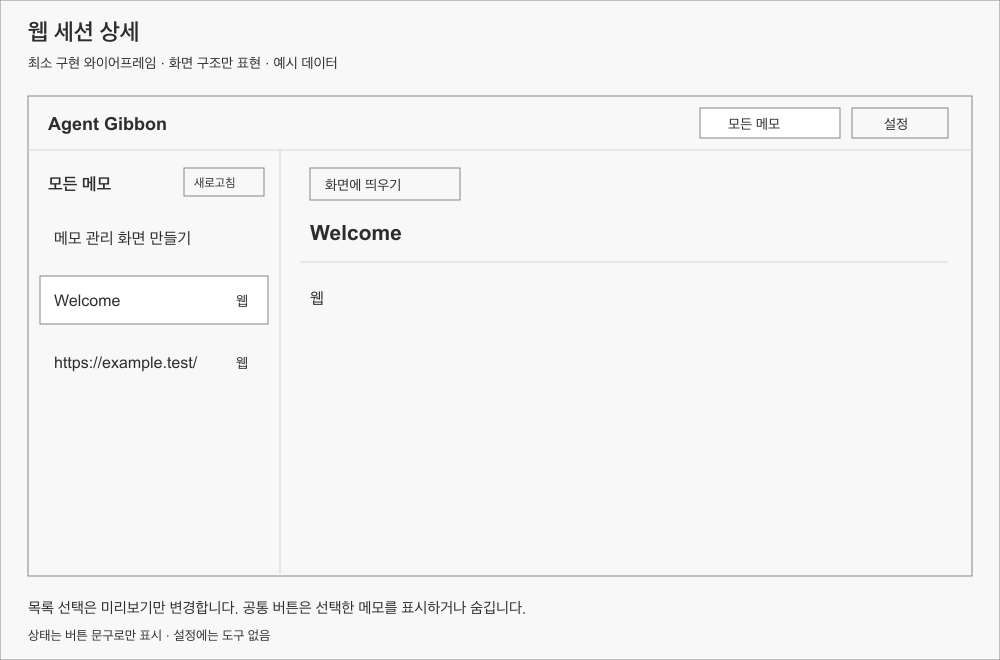 웹 세션 상세
최소 구현 와이어프레임 · 화면 구조만 표현 · 예시 데이터
Agent Gibbon
모든 메모
설정
모든 메모
새로고침
메모 관리 화면 만들기
Welcome 웹
https://example.test/ 웹
화면에 띄우기
Welcome
웹
목록 선택은 미리보기만 변경합니다. 공통 버튼은 선택한 메모를 표시하거나 숨깁니다.
상태는 버튼 문구로만 표시 · 설정에는 도구 없음